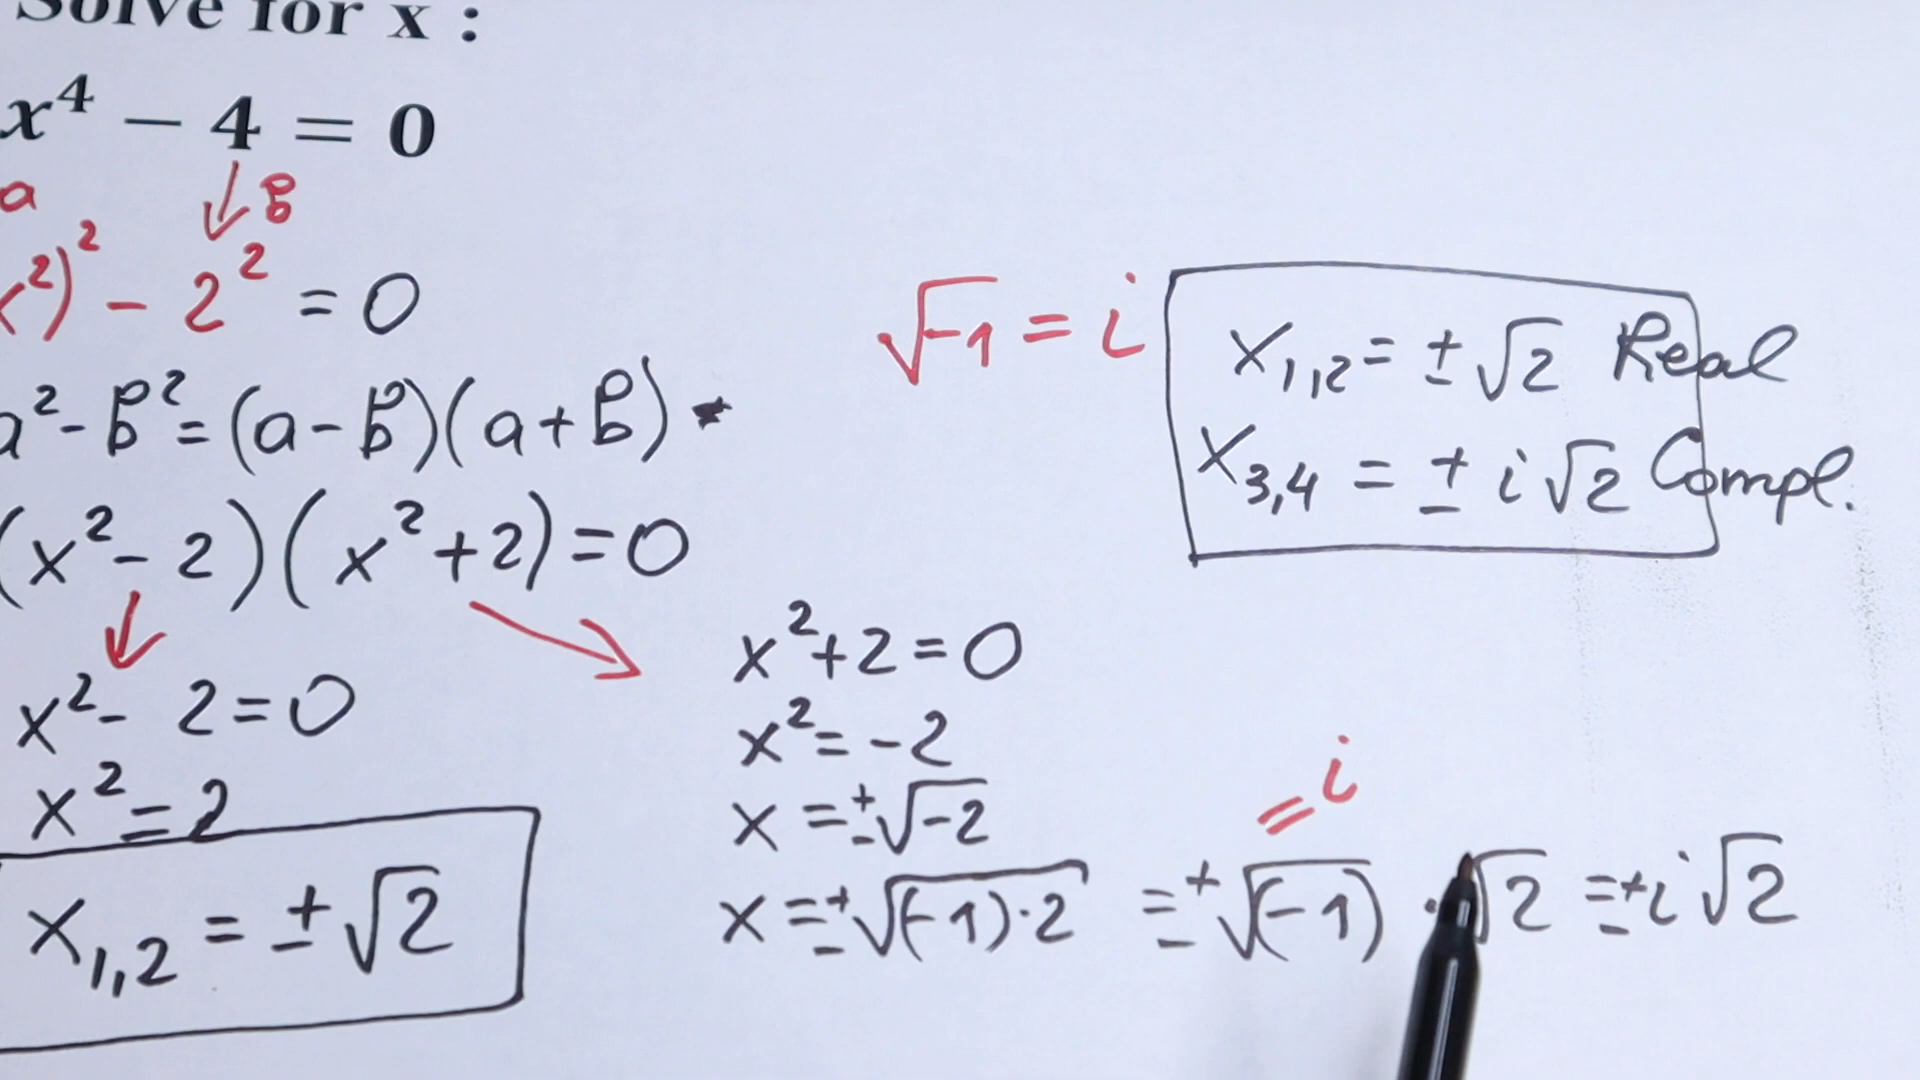 Solve for x :
x⁴ − 4 = 0
a
в
x²)² − 2² = 0
a² - в² = (a - в)(a + в)
(x² - 2)(x² + 2) = 0
x² - 2 = 0
x² = 2
x₁,₂ = ±√2
x² + 2 = 0
x² = -2
x = ±√-2
= i
x = ±√(-1)·2 = ±√(-1) · √2 = ±i√2
√-1 = i
x₁,₂ = ±√2 Real
x₃,₄ = ± i√2 Compl.